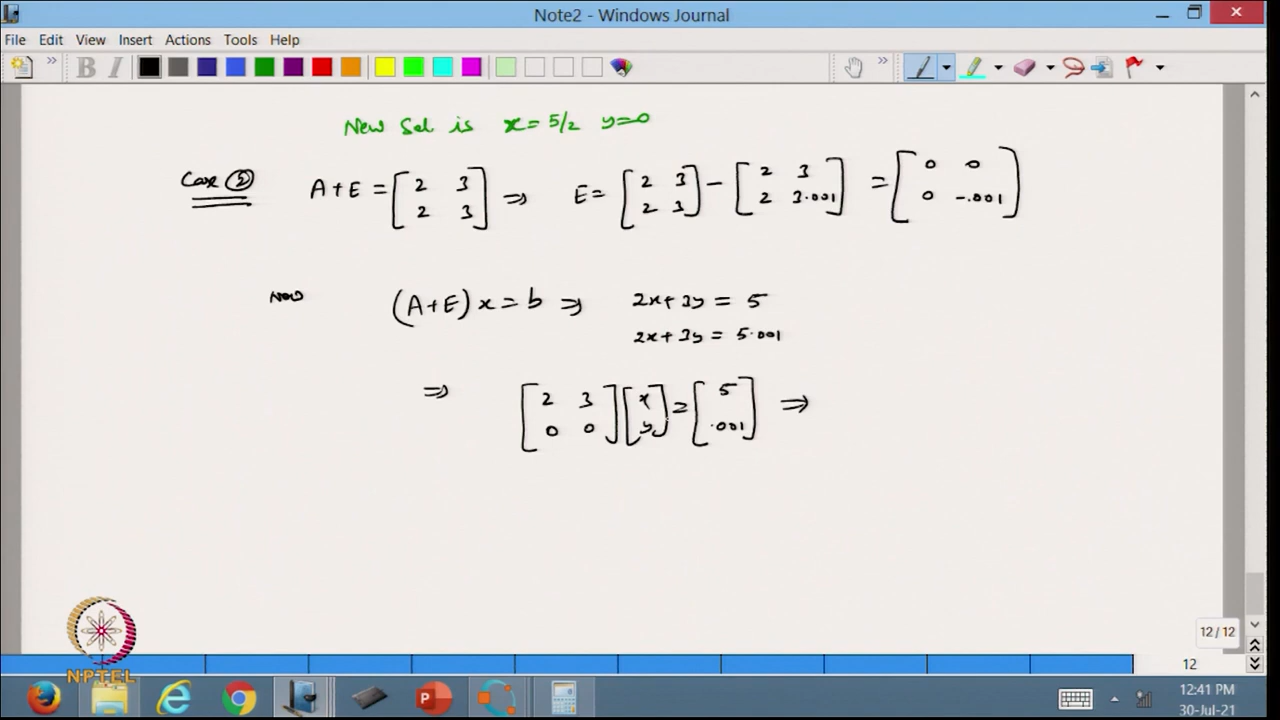 Note2 - Windows Journal
File Edit View Insert Actions Tools Help
New Sol is x = 5/2 y=0
Case ② A+E = [2 3; 2 3] ⇒ E = [2 3; 2 3] - [2 3; 2 3.001] = [0 0; 0 -.001]
Now (A+E) x = b ⇒ 2x+3y = 5
2x+3y = 5.001
⇒ [2 3; 0 0] [x; y] = [5; .001] ⇒
12 / 12
NPTEL
12
12:41 PM
30-Jul-21